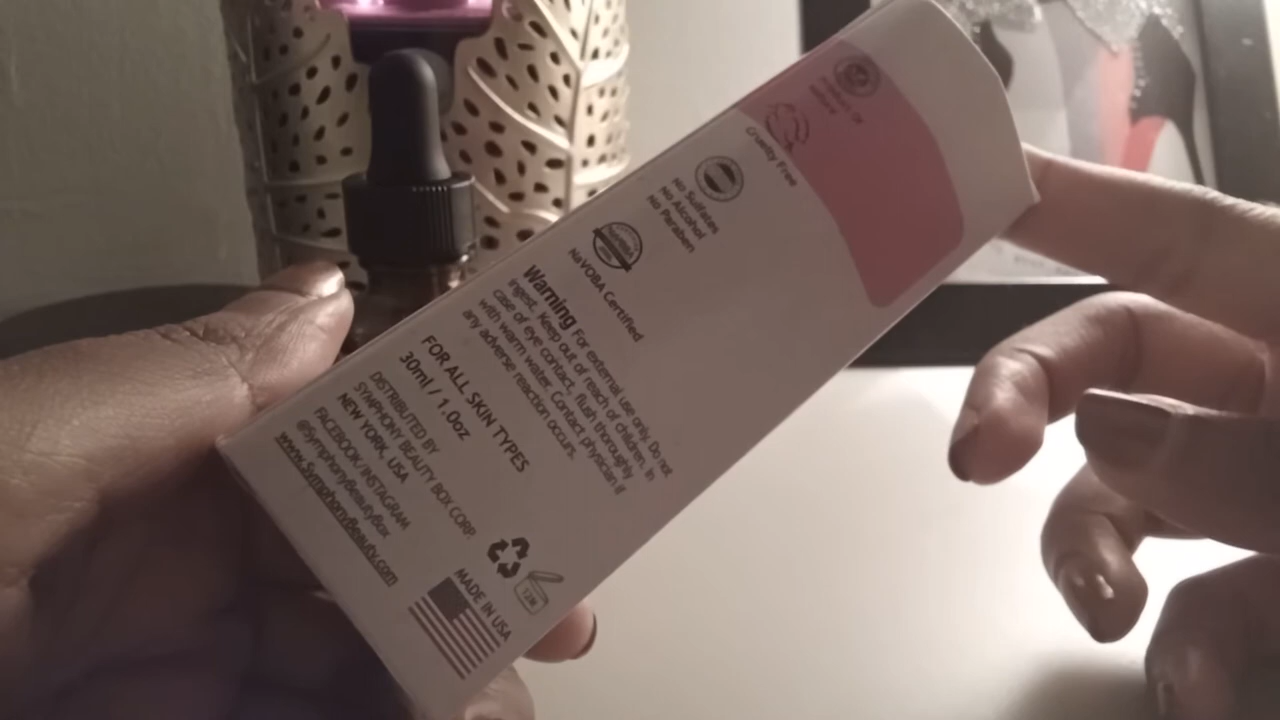 Cruelty Free
No Sulfates
No Alcohol
No Paraben
NaVOBA Certified
Warning For external use only. Do not
ingest. Keep out of reach of children. In
case of eye contact, flush thoroughly
with warm water. Contact physician if
any adverse reaction occurs.
FOR ALL SKIN TYPES
30ml / 1.0oz
DISTRIBUTED BY
SYMPHONY BEAUTY BOX CORP.
NEW YORK, USA
FACEBOOK/INSTAGRAM
@SymphonyBeautyBox
www.SymphonyBeauty.com
12M
MADE IN USA